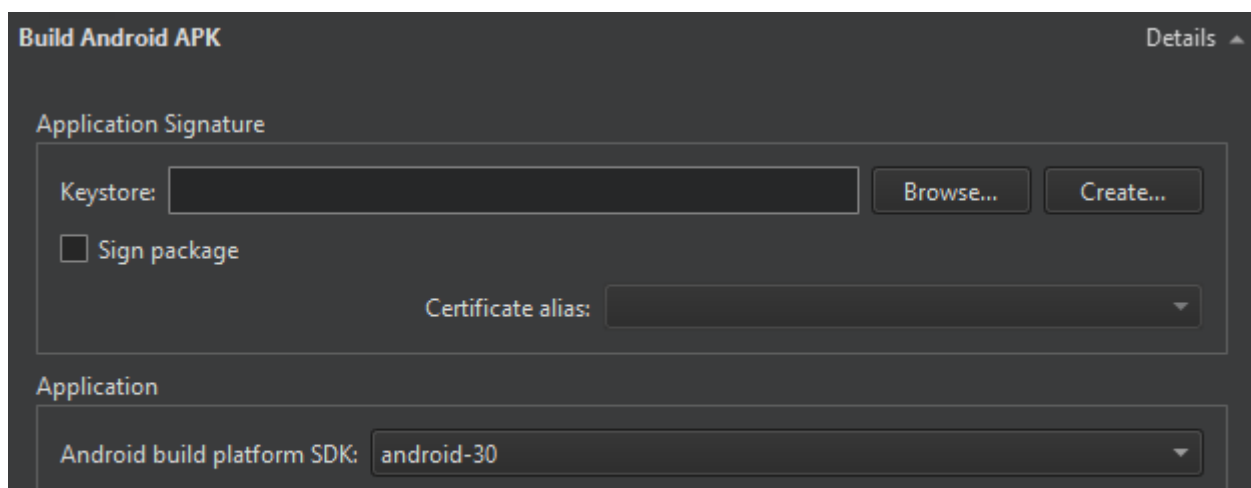 Build Android APK Details
Application Signature
Keystore: Browse... Create...
Sign package
Certificate alias:
Application
Android build platform SDK: android-30